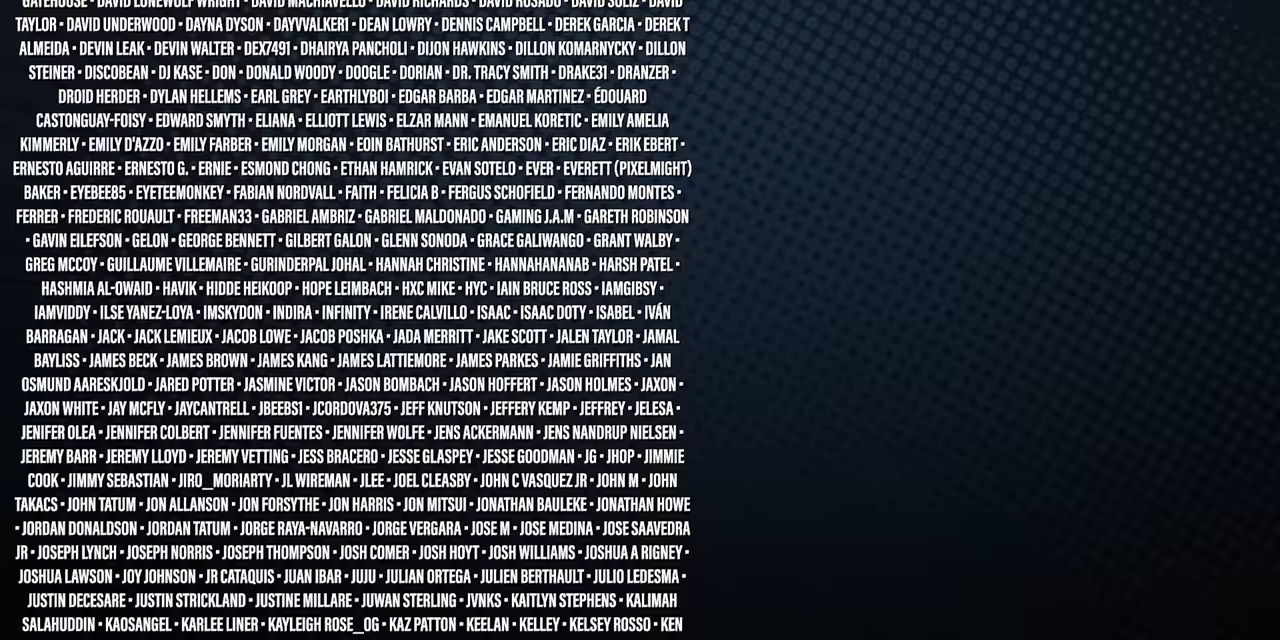 GATEHOUSE • DAVID LONEWOLF WRIGHT • DAVID MACHIAVELLO • DAVID RICHARDS • DAVID ROSADO • DAVID SOLIZ • DAVID
TAYLOR • DAVID UNDERWOOD • DAYNA DYSON • DAYVVALKER1 • DEAN LOWRY • DENNIS CAMPBELL • DEREK GARCIA • DEREK T
ALMEIDA • DEVIN LEAK • DEVIN WALTER • DEX7491 • DHAIRYA PANCHOLI • DIJON HAWKINS • DILLON KOMARNYCKY • DILLON
STEINER • DISCOBEAN • DJ KASE • DON • DONALD WOODY • DOOGLE • DORIAN • DR. TRACY SMITH • DRAKE31 • DRANZER •
DROID HERDER • DYLAN HELLEMS • EARL GREY • EARTHLYBOI • EDGAR BARBA • EDGAR MARTINEZ • ÉDOUARD
CASTONGUAY-FOISY • EDWARD SMYTH • ELIANA • ELLIOTT LEWIS • ELZAR MANN • EMANUEL KORETIC • EMILY AMELIA
KIMMERLY • EMILY D'AZZO • EMILY FARBER • EMILY MORGAN • EOIN BATHURST • ERIC ANDERSON • ERIC DIAZ • ERIK EBERT •
ERNESTO AGUIRRE • ERNESTO G. • ERNIE • ESMOND CHONG • ETHAN HAMRICK • EVAN SOTELO • EVER • EVERETT (PIXELMIGHT)
BAKER • EYEBEE85 • EYETEEMONKEY • FABIAN NORDVALL • FAITH • FELICIA B • FERGUS SCHOFIELD • FERNANDO MONTES •
FERRER • FREDERIC ROUAULT • FREEMAN33 • GABRIEL AMBRIZ • GABRIEL MALDONADO • GAMING J.A.M • GARETH ROBINSON
• GAVIN EILEFSON • GELON • GEORGE BENNETT • GILBERT GALON • GLENN SONODA • GRACE GALIWANGO • GRANT WALBY •
GREG MCCOY • GUILLAUME VILLEMAIRE • GURINDERPAL JOHAL • HANNAH CHRISTINE • HANNAHANANAB • HARSH PATEL •
HASHMIA AL-OWAID • HAVIK • HIDDE HEIKOOP • HOPE LEIMBACH • HXC MIKE • HYC • IAIN BRUCE ROSS • IAMGIBSY •
IAMVIDDY • ILSE YANEZ-LOYA • IMSKYDON • INDIRA • INFINITY • IRENE CALVILLO • ISAAC • ISAAC DOTY • ISABEL • IVÁN
BARRAGAN • JACK • JACK LEMIEUX • JACOB LOWE • JACOB POSHKA • JADA MERRITT • JAKE SCOTT • JALEN TAYLOR • JAMAL
BAYLISS • JAMES BECK • JAMES BROWN • JAMES KANG • JAMES LATTIEMORE • JAMES PARKES • JAMIE GRIFFITHS • JAN
OSMUND AARESKJOLD • JARED POTTER • JASMINE VICTOR • JASON BOMBACH • JASON HOFFERT • JASON HOLMES • JAXON •
JAXON WHITE • JAY MCFLY • JAYCANTRELL • JBEEBS1 • JCORDOVA375 • JEFF KNUTSON • JEFFERY KEMP • JEFFREY • JELESA •
JENIFER OLEA • JENNIFER COLBERT • JENNIFER FUENTES • JENNIFER WOLFE • JENS ACKERMANN • JENS NANDRUP NIELSEN •
JEREMY BARR • JEREMY LLOYD • JEREMY VETTING • JESS BRACERO • JESSE GLASPEY • JESSE GOODMAN • JG • JHOP • JIMMIE
COOK • JIMMY SEBASTIAN • JIRO_MORIARTY • JL WIREMAN • JLEE • JOEL CLEASBY • JOHN C VASQUEZ JR • JOHN M • JOHN
TAKACS • JOHN TATUM • JON ALLANSON • JON FORSYTHE • JON HARRIS • JON MITSUI • JONATHAN BAULEKE • JONATHAN HOWE
• JORDAN DONALDSON • JORDAN TATUM • JORGE RAYA-NAVARRO • JORGE VERGARA • JOSE M • JOSE MEDINA • JOSE SAAVEDRA
JR • JOSEPH LYNCH • JOSEPH NORRIS • JOSEPH THOMPSON • JOSH COMER • JOSH HOYT • JOSH WILLIAMS • JOSHUA A RIGNEY •
JOSHUA LAWSON • JOY JOHNSON • JR CATAQUIS • JUAN IBAR • JUJU • JULIAN ORTEGA • JULIEN BERTHAULT • JULIO LEDESMA •
JUSTIN DECESARE • JUSTIN STRICKLAND • JUSTINE MILLARE • JUWAN STERLING • JVNKS • KAITLYN STEPHENS • KALIMAH
SALAHUDDIN • KAOSANGEL • KARLEE LINER • KAYLEIGH ROSE_OG • KAZ PATTON • KEELAN • KELLEY • KELSEY ROSSO • KEN